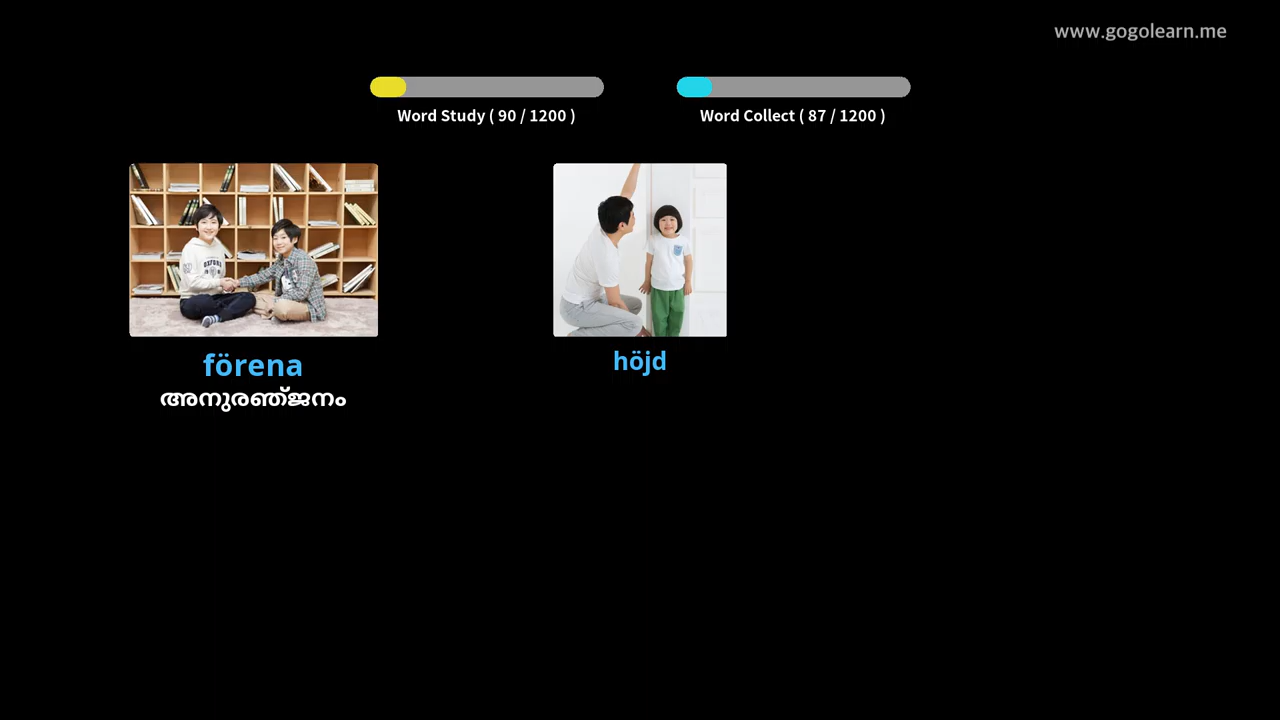 www.gogolearn.me
Word Study ( 90 / 1200 )
Word Collect ( 87 / 1200 )
förena
അനുരഞ്ജനം
höjd